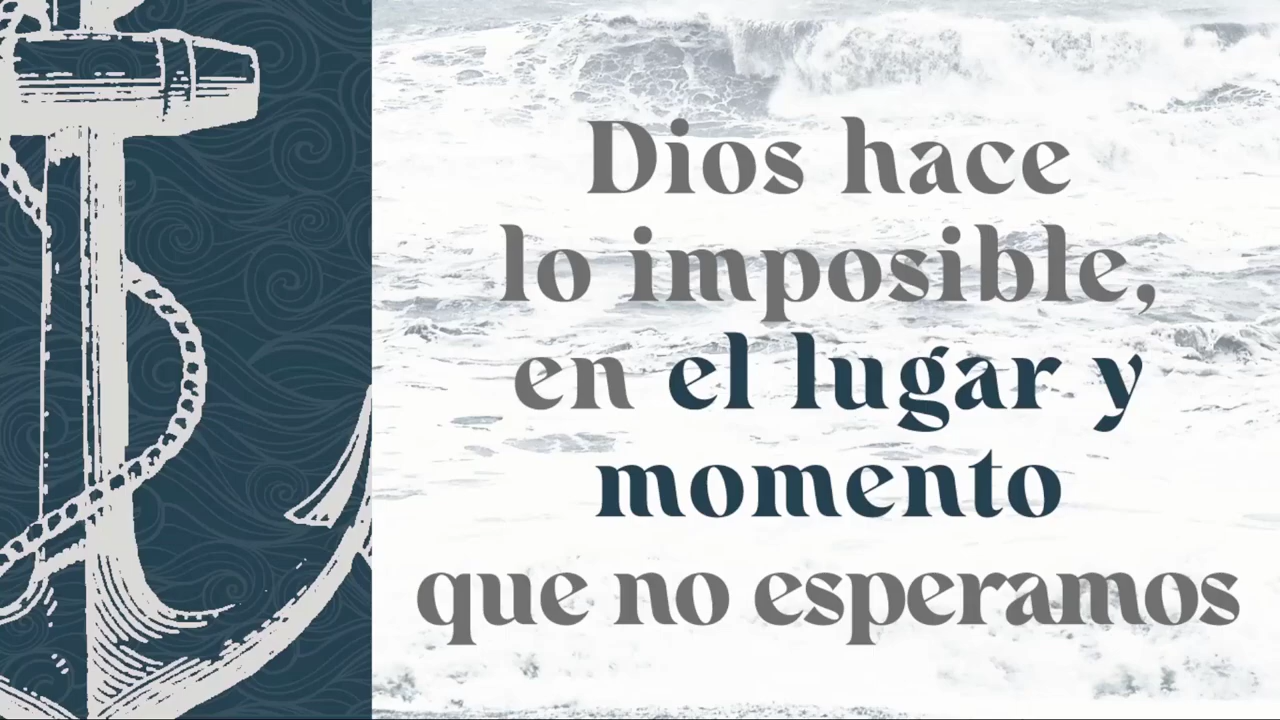 Dios hace
lo imposible,
en el lugar y
momento
que no esperamos